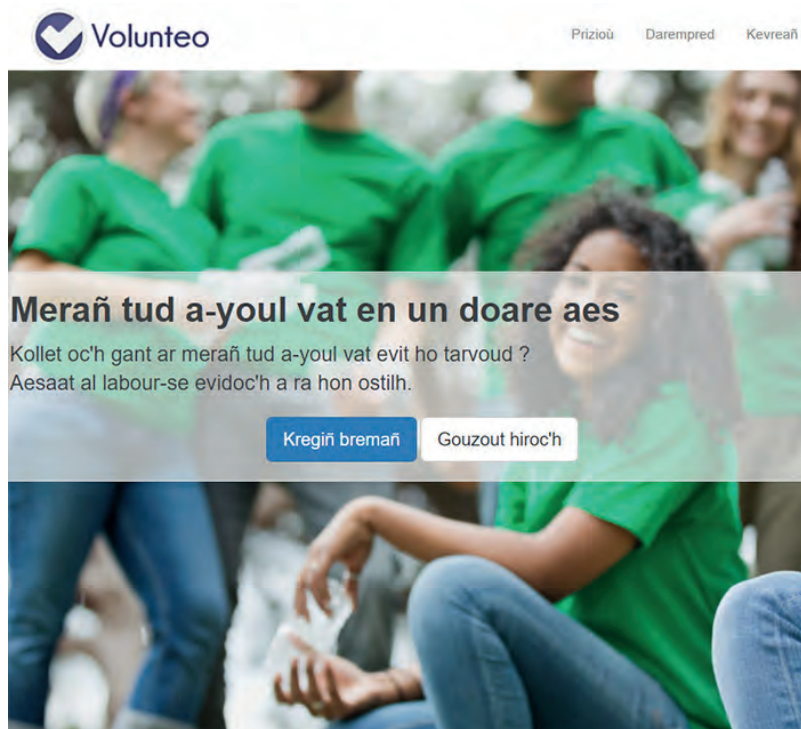 Volunteo
Prizioù Darempred Kevreañ
Merañ tud a-youl vat en un doare aes
Kollet oc'h gant ar merañ tud a-youl vat evit ho tarvoud ?
Aesaat al labour-se evidoc'h a ra hon ostilh.
Kregiñ bremañ Gouzout hiroc'h